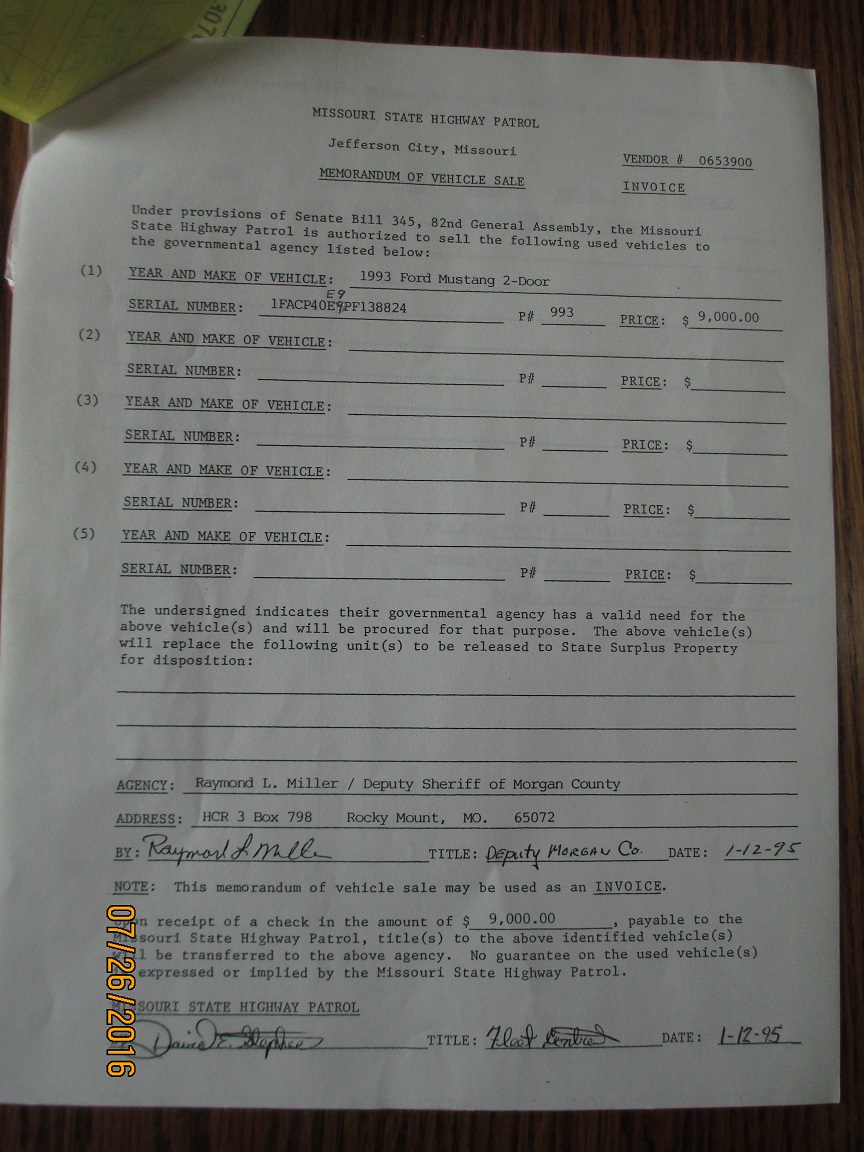 3070
MISSOURI STATE HIGHWAY PATROL
Jefferson City, Missouri
VENDOR # 0653900
MEMORANDUM OF VEHICLE SALE
INVOICE
Under provisions of Senate Bill 345, 82nd General Assembly, the Missouri
State Highway Patrol is authorized to sell the following used vehicles to
the governmental agency listed below:
(1) YEAR AND MAKE OF VEHICLE: 1993 Ford Mustang 2-Door
E9
SERIAL NUMBER: 1FACP40E9PF138824 P# 993 PRICE: $ 9,000.00
(2) YEAR AND MAKE OF VEHICLE:
SERIAL NUMBER: P# PRICE: $
(3) YEAR AND MAKE OF VEHICLE:
SERIAL NUMBER: P# PRICE: $
(4) YEAR AND MAKE OF VEHICLE:
SERIAL NUMBER: P# PRICE: $
(5) YEAR AND MAKE OF VEHICLE:
SERIAL NUMBER: P# PRICE: $
The undersigned indicates their governmental agency has a valid need for the
above vehicle(s) and will be procured for that purpose. The above vehicle(s)
will replace the following unit(s) to be released to State Surplus Property
for disposition:
AGENCY: Raymond L. Miller / Deputy Sheriff of Morgan County
ADDRESS: HCR 3 Box 798 Rocky Mount, MO. 65072
BY: Raymond L Miller TITLE: Deputy MORGAN Co. DATE: 1-12-95
NOTE: This memorandum of vehicle sale may be used as an INVOICE.
Upon receipt of a check in the amount of $ 9,000.00, payable to the
Missouri State Highway Patrol, title(s) to the above identified vehicle(s)
will be transferred to the above agency. No guarantee on the used vehicle(s)
expressed or implied by the Missouri State Highway Patrol.
MISSOURI STATE HIGHWAY PATROL
David E. TITLE: Fleet Control DATE: 1-12-95
07/26/2016